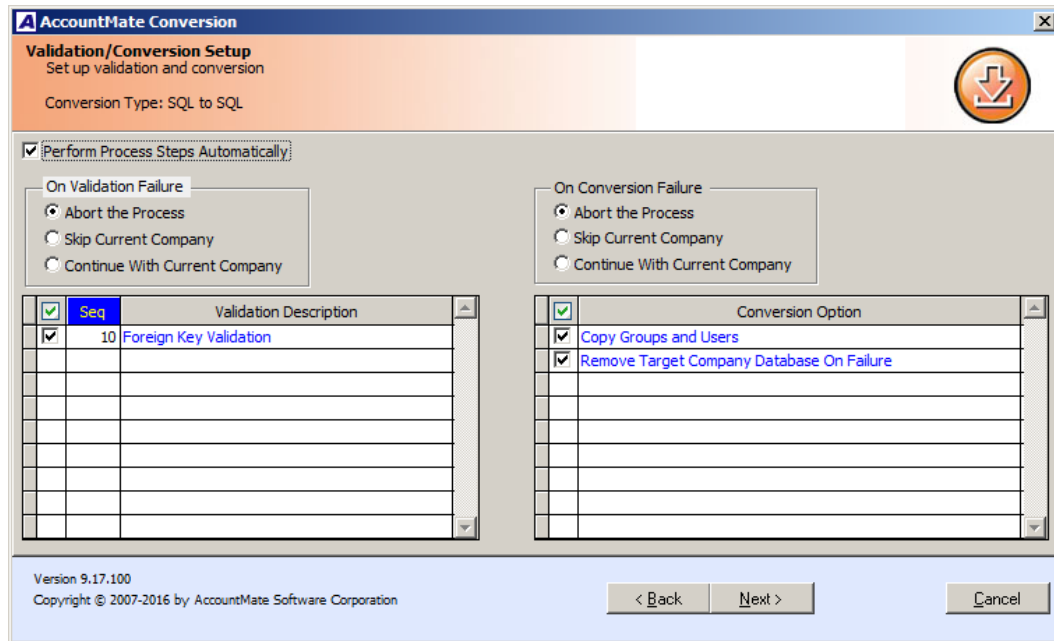 AccountMate Conversion
Validation/Conversion Setup
Set up validation and conversion
Conversion Type: SQL to SQL
Perform Process Steps Automatically
On Validation Failure
Abort the Process
Skip Current Company
Continue With Current Company
On Conversion Failure
Abort the Process
Skip Current Company
Continue With Current Company
Seq Validation Description
10 Foreign Key Validation
Conversion Option
Copy Groups and Users
Remove Target Company Database On Failure
Version 9.17.100
Copyright © 2007-2016 by AccountMate Software Corporation
< Back Next > Cancel